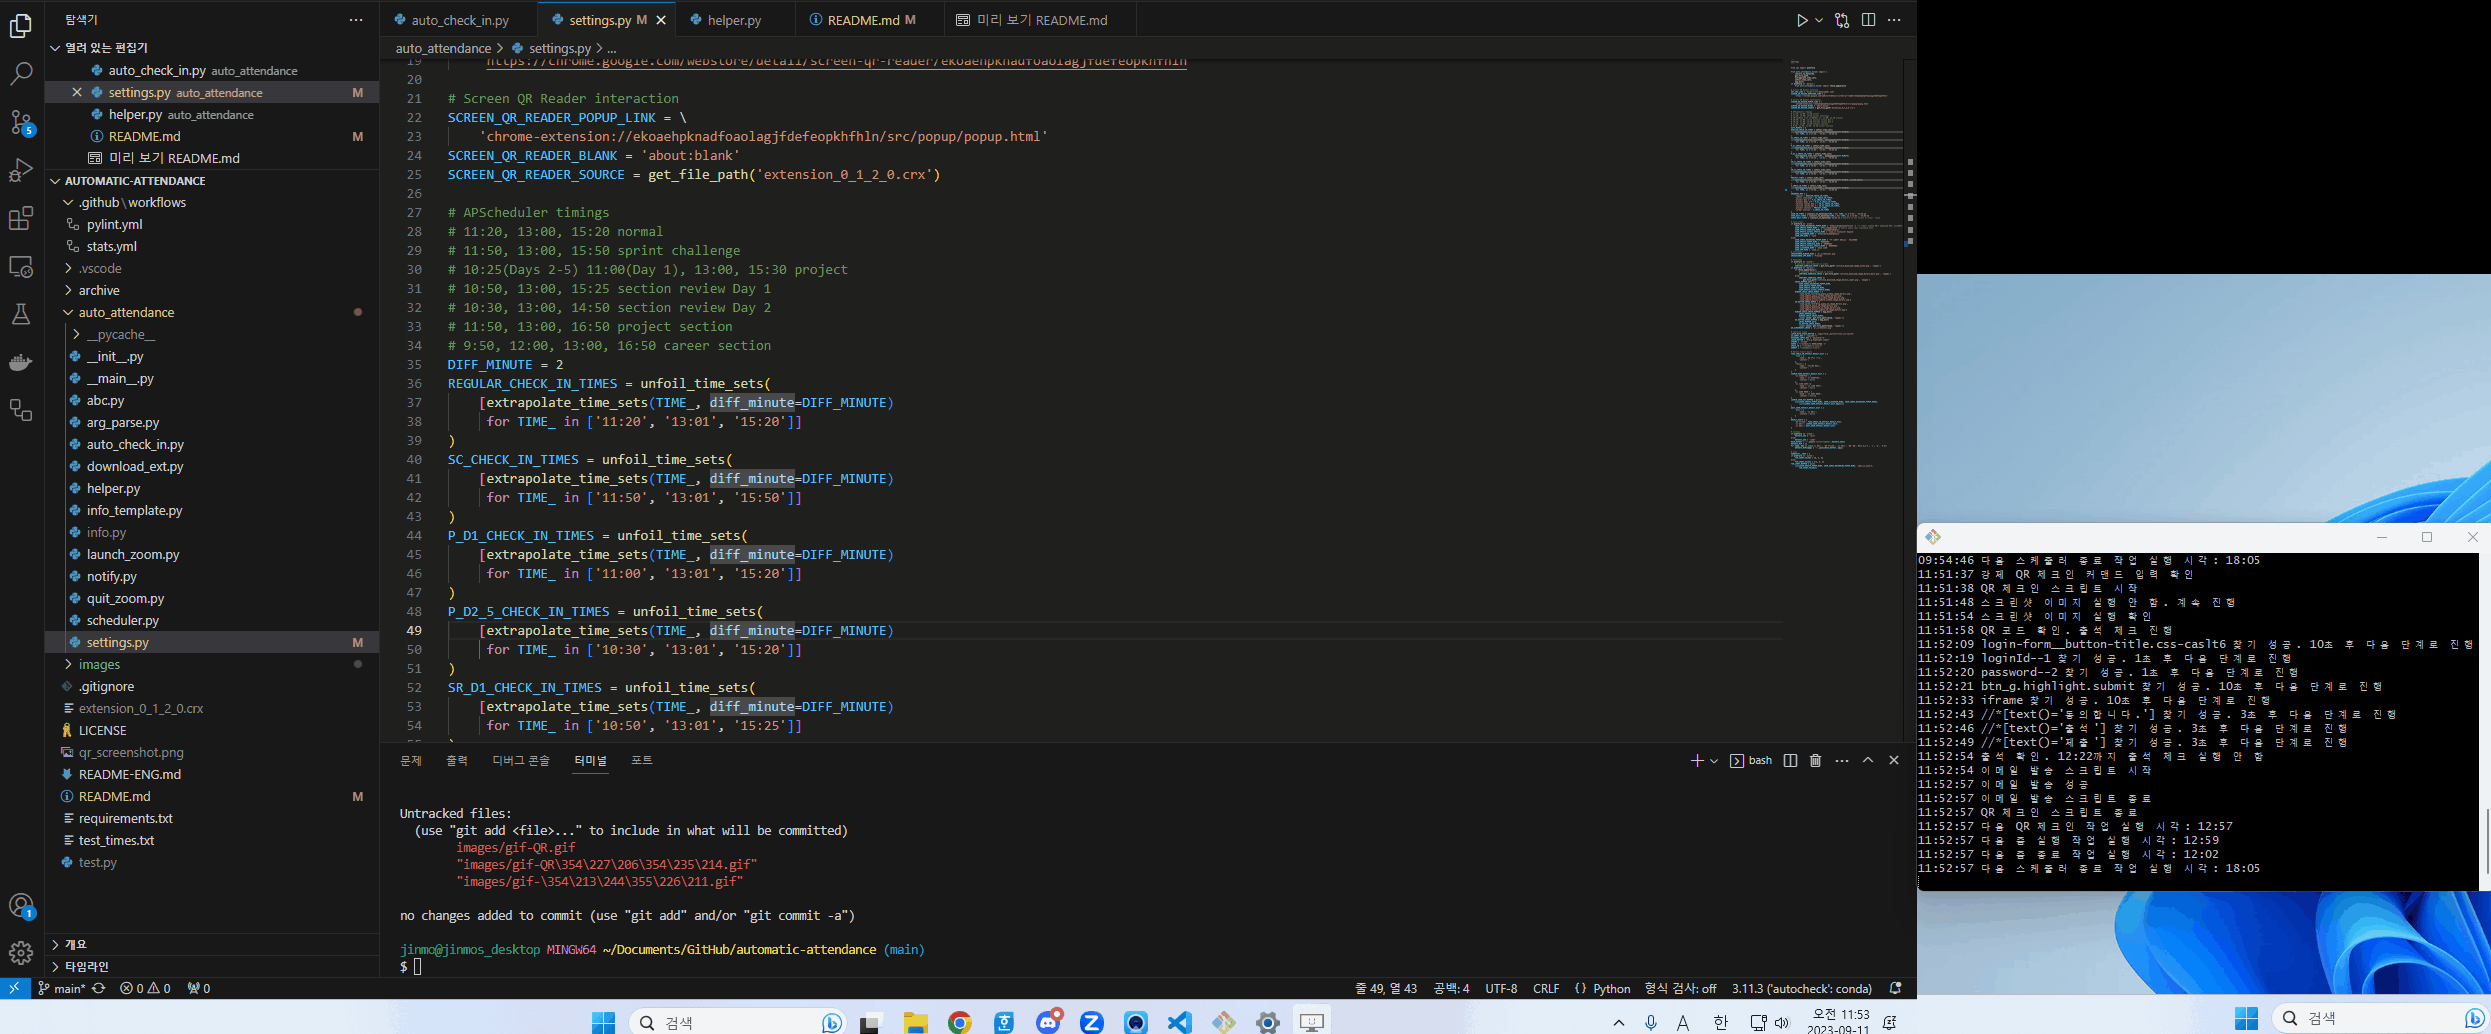 탐색기
열려 있는 편집기
auto_check_in.py auto_attendance
settings.py auto_attendance M
helper.py auto_attendance
README.md M
미리 보기 README.md
AUTOMATIC-ATTENDANCE
.github\workflows
pylint.yml
stats.yml
.vscode
archive
auto_attendance
__pycache__
__init__.py
__main__.py
abc.py
arg_parse.py
auto_check_in.py
download_ext.py
helper.py
info_template.py
info.py
launch_zoom.py
notify.py
quit_zoom.py
scheduler.py
settings.py M
images
.gitignore
extension_0_1_2_0.crx
LICENSE
qr_screenshot.png
README-ENG.md
README.md M
requirements.txt
test_times.txt
test.py
개요
타임라인
5
1
auto_check_in.py
settings.py M
helper.py
README.md M
미리 보기 README.md
auto_attendance > settings.py > ...
19 https://chrome.google.com/webstore/detail/screen-qr-reader/ekoaehpknadfoaolagjfdefeopkhfhln
20
21 # Screen QR Reader interaction
22 SCREEN_QR_READER_POPUP_LINK = \
23 'chrome-extension://ekoaehpknadfoaolagjfdefeopkhfhln/src/popup/popup.html'
24 SCREEN_QR_READER_BLANK = 'about:blank'
25 SCREEN_QR_READER_SOURCE = get_file_path('extension_0_1_2_0.crx')
26
27 # APScheduler timings
28 # 11:20, 13:00, 15:20 normal
29 # 11:50, 13:00, 15:50 sprint challenge
30 # 10:25(Days 2-5) 11:00(Day 1), 13:00, 15:30 project
31 # 10:50, 13:00, 15:25 section review Day 1
32 # 10:30, 13:00, 14:50 section review Day 2
33 # 11:50, 13:00, 16:50 project section
34 # 9:50, 12:00, 13:00, 16:50 career section
35 DIFF_MINUTE = 2
36 REGULAR_CHECK_IN_TIMES = unfoil_time_sets(
37 [extrapolate_time_sets(TIME_, diff_minute=DIFF_MINUTE)
38 for TIME_ in ['11:20', '13:01', '15:20']]
39 )
40 SC_CHECK_IN_TIMES = unfoil_time_sets(
41 [extrapolate_time_sets(TIME_, diff_minute=DIFF_MINUTE)
42 for TIME_ in ['11:50', '13:01', '15:50']]
43 )
44 P_D1_CHECK_IN_TIMES = unfoil_time_sets(
45 [extrapolate_time_sets(TIME_, diff_minute=DIFF_MINUTE)
46 for TIME_ in ['11:00', '13:01', '15:20']]
47 )
48 P_D2_5_CHECK_IN_TIMES = unfoil_time_sets(
49 [extrapolate_time_sets(TIME_, diff_minute=DIFF_MINUTE)
50 for TIME_ in ['10:30', '13:01', '15:20']]
51 )
52 SR_D1_CHECK_IN_TIMES = unfoil_time_sets(
53 [extrapolate_time_sets(TIME_, diff_minute=DIFF_MINUTE)
54 for TIME_ in ['10:50', '13:01', '15:25']]
문제 출력 디버그 콘솔 터미널 포트
bash
Untracked files:
(use "git add <file>..." to include in what will be committed)
images/gif-QR.gif
"images/gif-QR\354\227\206\354\235\214.gif"
"images/gif-\354\213\244\355\226\211.gif"
no changes added to commit (use "git add" and/or "git commit -a")
jinmo@jinmos_desktop MINGW64 ~/Documents/GitHub/automatic-attendance (main)
$
main* 0 0 0
줄 49, 열 43 공백: 4 UTF-8 CRLF Python 형식 검사: off 3.11.3 ('autocheck': conda)
09:54:46 다음 스케줄러 종료 작업 실행 시각: 18:05
11:51:37 강제 QR 체크인 커맨드 입력 확인
11:51:38 QR 체크인 스크립트 시작
11:51:48 스크린샷 이미지 실행 안 함. 계속 진행
11:51:54 스크린샷 이미지 실행 확인
11:51:58 QR 코드 확인. 출석 체크 진행
11:52:09 login-form__button-title.css-caslt6 찾기 성공. 10초 후 다음 단계로 진행
11:52:19 loginId--1 찾기 성공. 1초 후 다음 단계로 진행
11:52:20 password--2 찾기 성공. 1초 후 다음 단계로 진행
11:52:21 btn_g.highlight.submit 찾기 성공. 10초 후 다음 단계로 진행
11:52:33 iframe 찾기 성공. 10초 후 다음 단계로 진행
11:52:43 //*[text()='동의합니다.'] 찾기 성공. 3초 후 다음 단계로 진행
11:52:46 //*[text()='출석'] 찾기 성공. 3초 후 다음 단계로 진행
11:52:49 //*[text()='제출'] 찾기 성공. 3초 후 다음 단계로 진행
11:52:54 출석 확인. 12:22까지 출석 체크 실행 안 함
11:52:54 이메일 발송 스크립트 시작
11:52:57 이메일 발송 성공
11:52:57 이메일 발송 스크립트 종료
11:52:57 QR 체크인 스크립트 종료
11:52:57 다음 QR 체크인 작업 실행 시각: 12:57
11:52:57 다음 줌 실행 작업 실행 시각: 12:59
11:52:57 다음 줌 종료 작업 실행 시각: 12:02
11:52:57 다음 스케줄러 종료 작업 실행 시각: 18:05
검색
A
한
오전 11:53
2023-09-11
검색